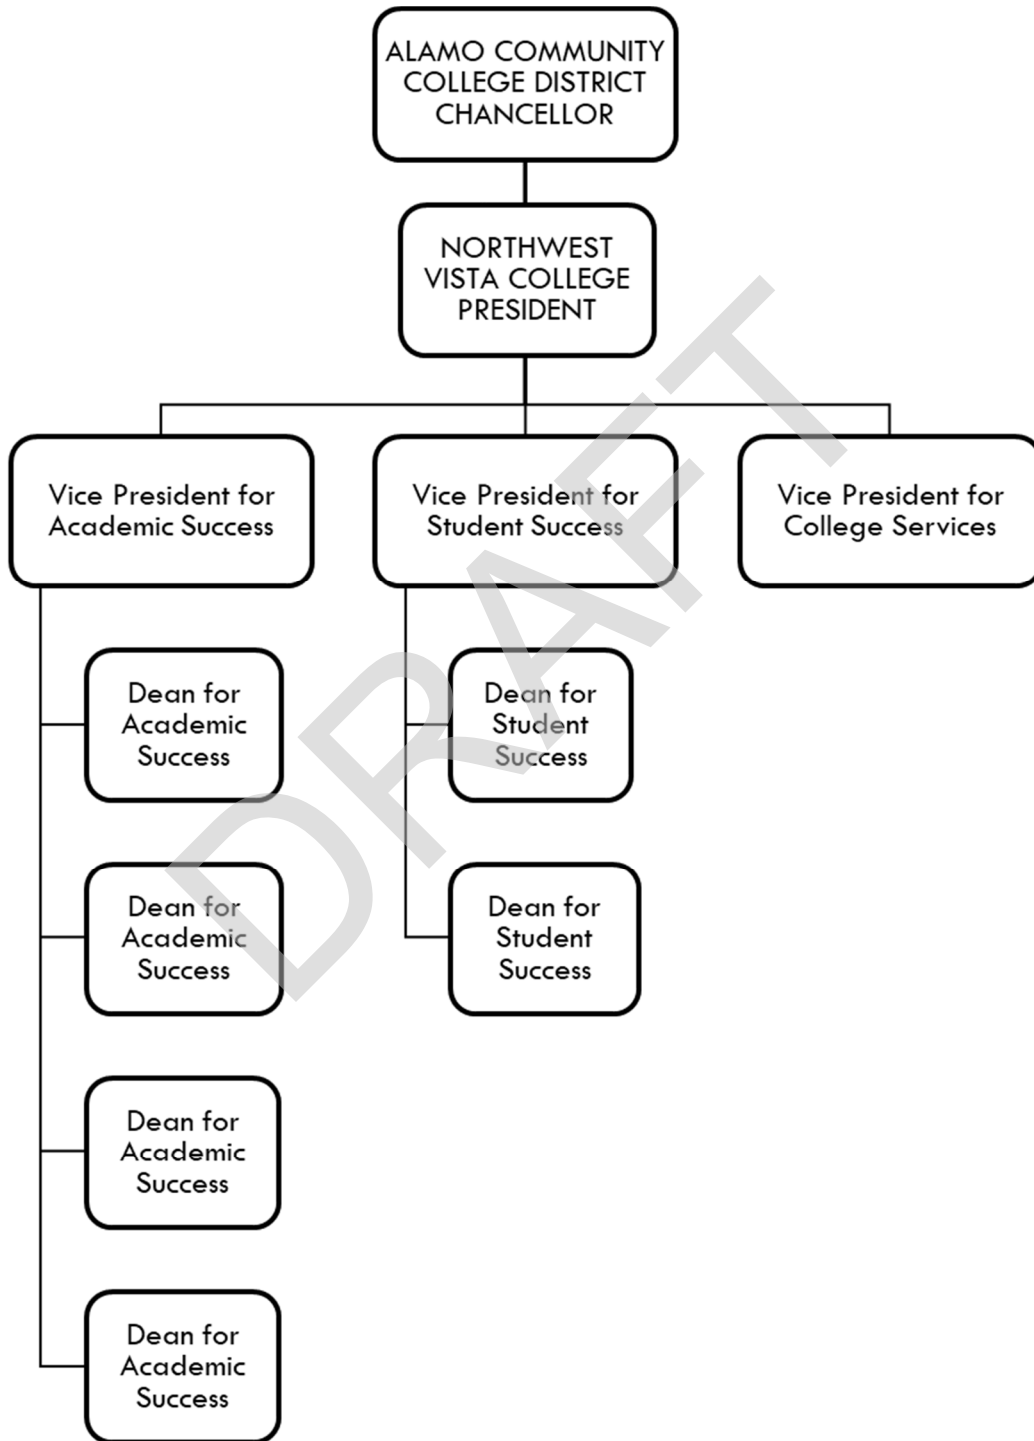 ALAMO COMMUNITY
COLLEGE DISTRICT
CHANCELLOR
NORTHWEST
VISTA COLLEGE
PRESIDENT
Vice President for
Academic Success
Vice President for
Student Success
Vice President for
College Services
Dean for
Academic
Success
Dean for
Student
Success
Dean for
Academic
Success
Dean for
Student
Success
Dean for
Academic
Success
Dean for
Academic
Success
DRAFT